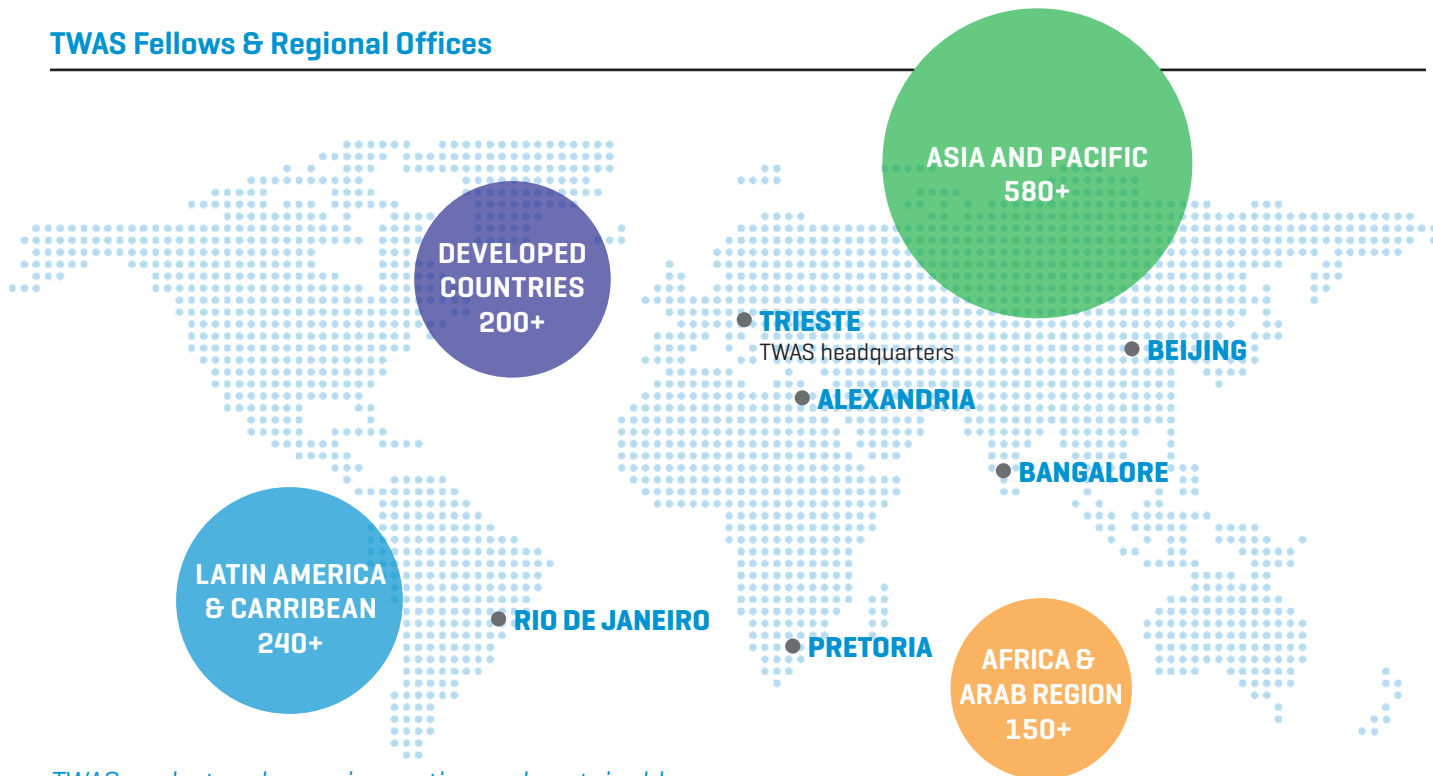 TWAS Fellows & Regional Offices
ASIA AND PACIFIC
580+
DEVELOPED
COUNTRIES
200+
TRIESTE
TWAS headquarters
BEIJING
ALEXANDRIA
BANGALORE
LATIN AMERICA
& CARRIBEAN
240+
RIO DE JANEIRO
PRETORIA
AFRICA &
ARAB REGION
150+